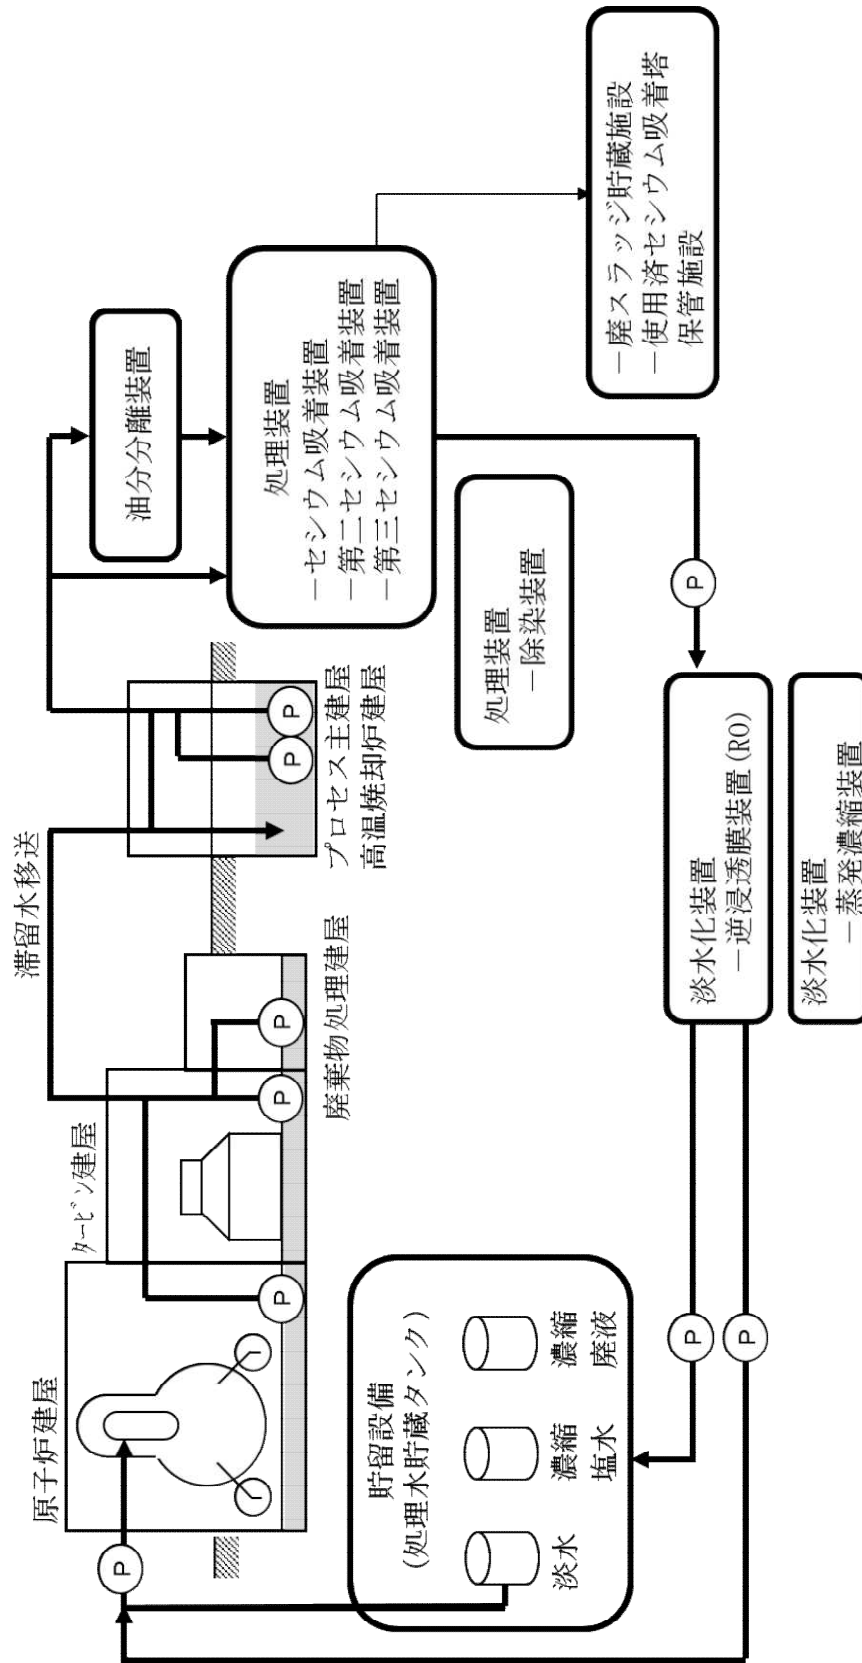 原子炉建屋
ﾀｰﾋﾞﾝ建屋
滞留水移送
廃棄物処理建屋
プロセス主建屋
高温焼却炉建屋
P
P
P
P
P
P
油分分離装置
処理装置
－セシウム吸着装置
－第二セシウム吸着装置
－第三セシウム吸着装置
処理装置
－除染装置
－廃スラッジ貯蔵施設
－使用済セシウム吸着塔
保管施設
貯留設備
(処理水貯蔵タンク)
淡水
濃縮
塩水
濃縮
廃液
P
P
P
淡水化装置
－逆浸透膜装置(RO)
淡水化装置
－蒸発濃縮装置